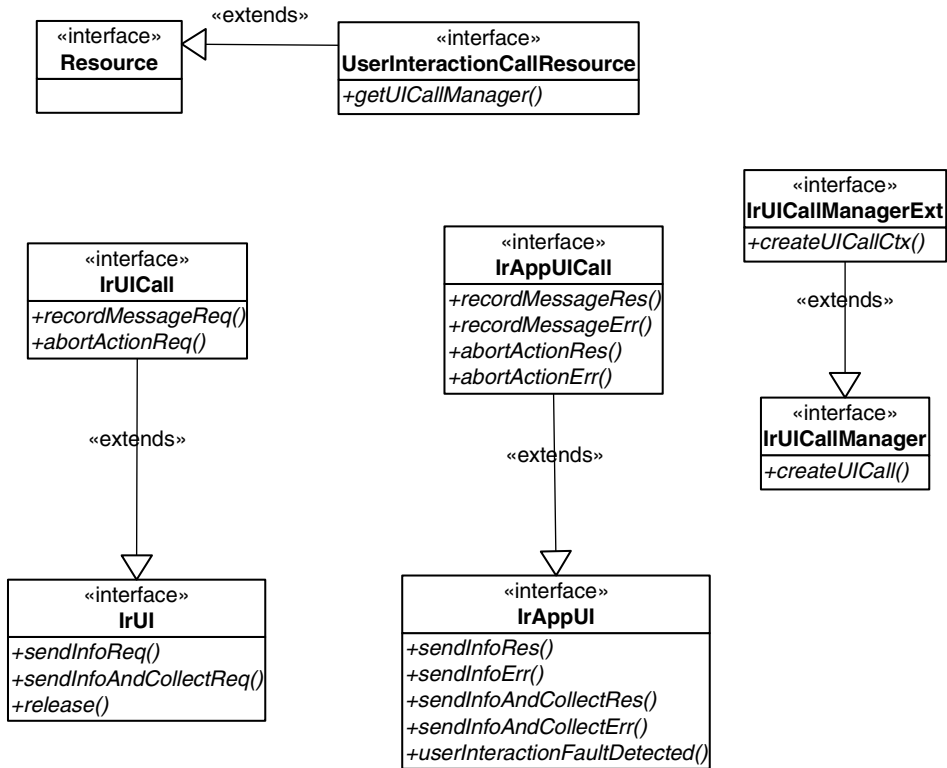 «extends»
«interface»
Resource
«interface»
UserInteractionCallResource
+getUICallManager()
«interface»
IrUICallManagerExt
+createUICallCtx()
«extends»
«interface»
IrUICallManager
+createUICall()
«interface»
IrUICall
+recordMessageReq()
+abortActionReq()
«extends»
«interface»
IrUI
+sendInfoReq()
+sendInfoAndCollectReq()
+release()
«interface»
IrAppUICall
+recordMessageRes()
+recordMessageErr()
+abortActionRes()
+abortActionErr()
«extends»
«interface»
IrAppUI
+sendInfoRes()
+sendInfoErr()
+sendInfoAndCollectRes()
+sendInfoAndCollectErr()
+userInteractionFaultDetected()